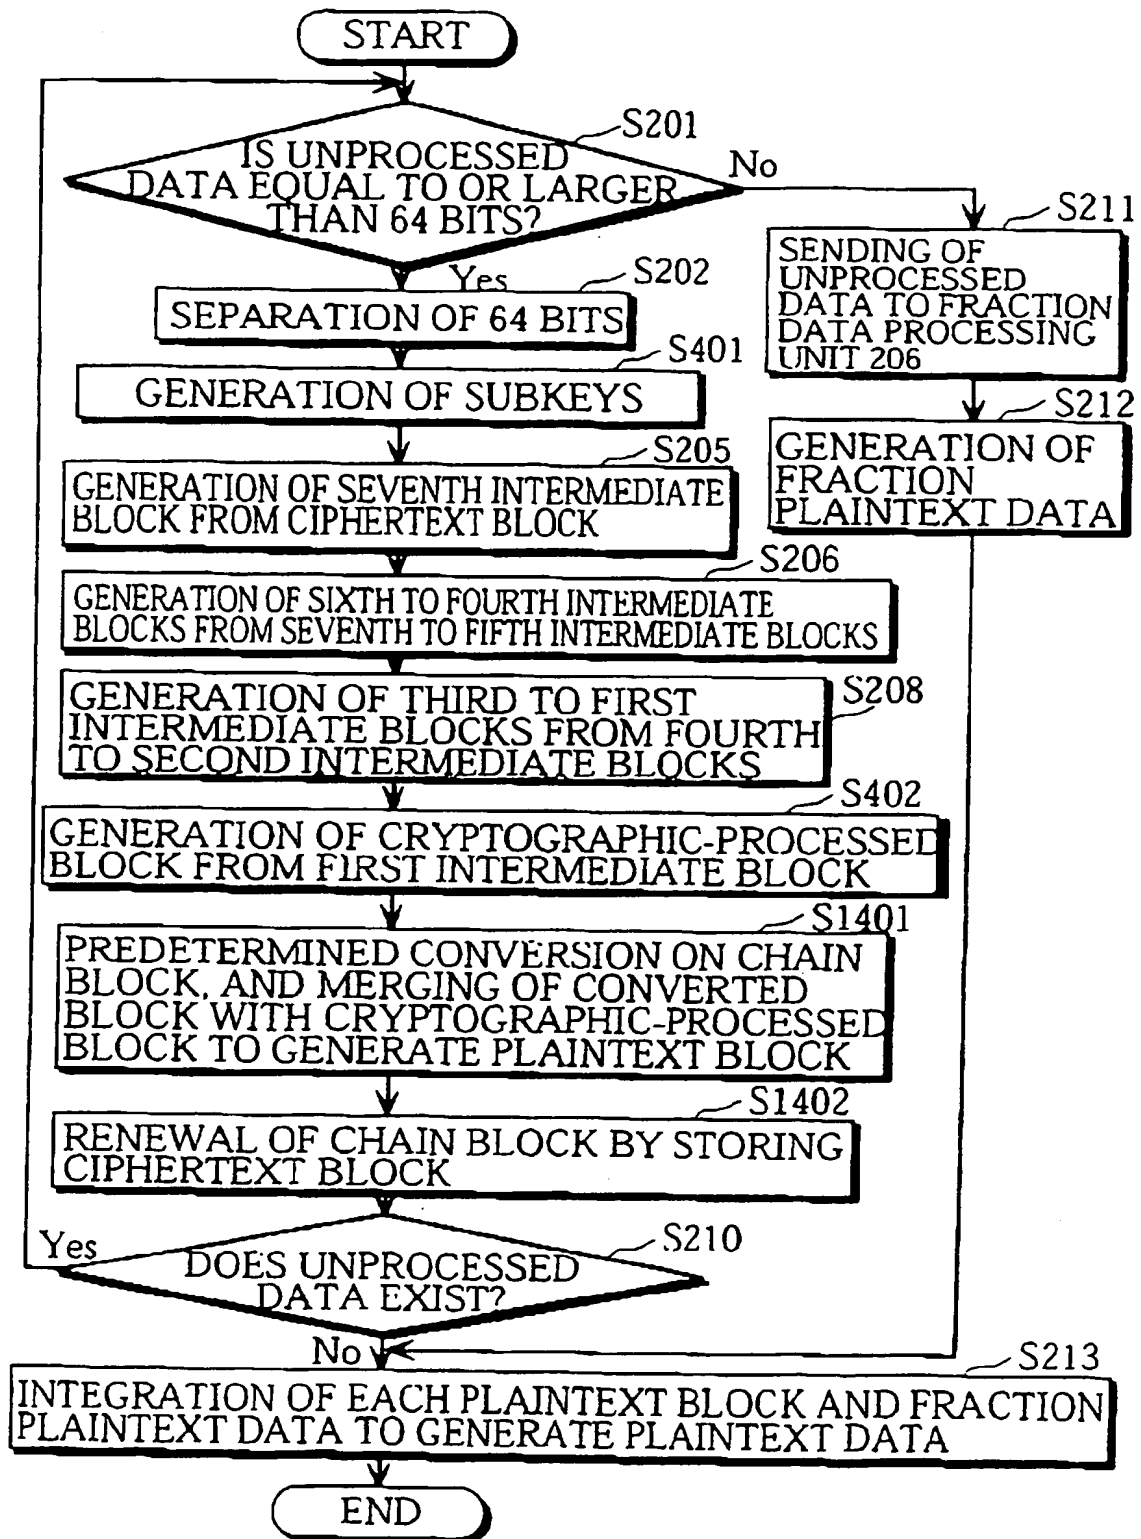 START
S201
IS UNPROCESSED
DATA EQUAL TO OR LARGER
THAN 64 BITS?
No
Yes
S202
SEPARATION OF 64 BITS
S401
GENERATION OF SUBKEYS
S205
GENERATION OF SEVENTH INTERMEDIATE
BLOCK FROM CIPHERTEXT BLOCK
S206
GENERATION OF SIXTH TO FOURTH INTERMEDIATE
BLOCKS FROM SEVENTH TO FIFTH INTERMEDIATE BLOCKS
S208
GENERATION OF THIRD TO FIRST
INTERMEDIATE BLOCKS FROM FOURTH
TO SECOND INTERMEDIATE BLOCKS
S402
GENERATION OF CRYPTOGRAPHIC-PROCESSED
BLOCK FROM FIRST INTERMEDIATE BLOCK
S1401
PREDETERMINED CONVERSION ON CHAIN
BLOCK, AND MERGING OF CONVERTED
BLOCK WITH CRYPTOGRAPHIC-PROCESSED
BLOCK TO GENERATE PLAINTEXT BLOCK
S1402
RENEWAL OF CHAIN BLOCK BY STORING
CIPHERTEXT BLOCK
S210
Yes
DOES UNPROCESSED
DATA EXIST?
No
S211
SENDING OF
UNPROCESSED
DATA TO FRACTION
DATA PROCESSING
UNIT 206
S212
GENERATION OF
FRACTION
PLAINTEXT DATA
S213
INTEGRATION OF EACH PLAINTEXT BLOCK AND FRACTION
PLAINTEXT DATA TO GENERATE PLAINTEXT DATA
END